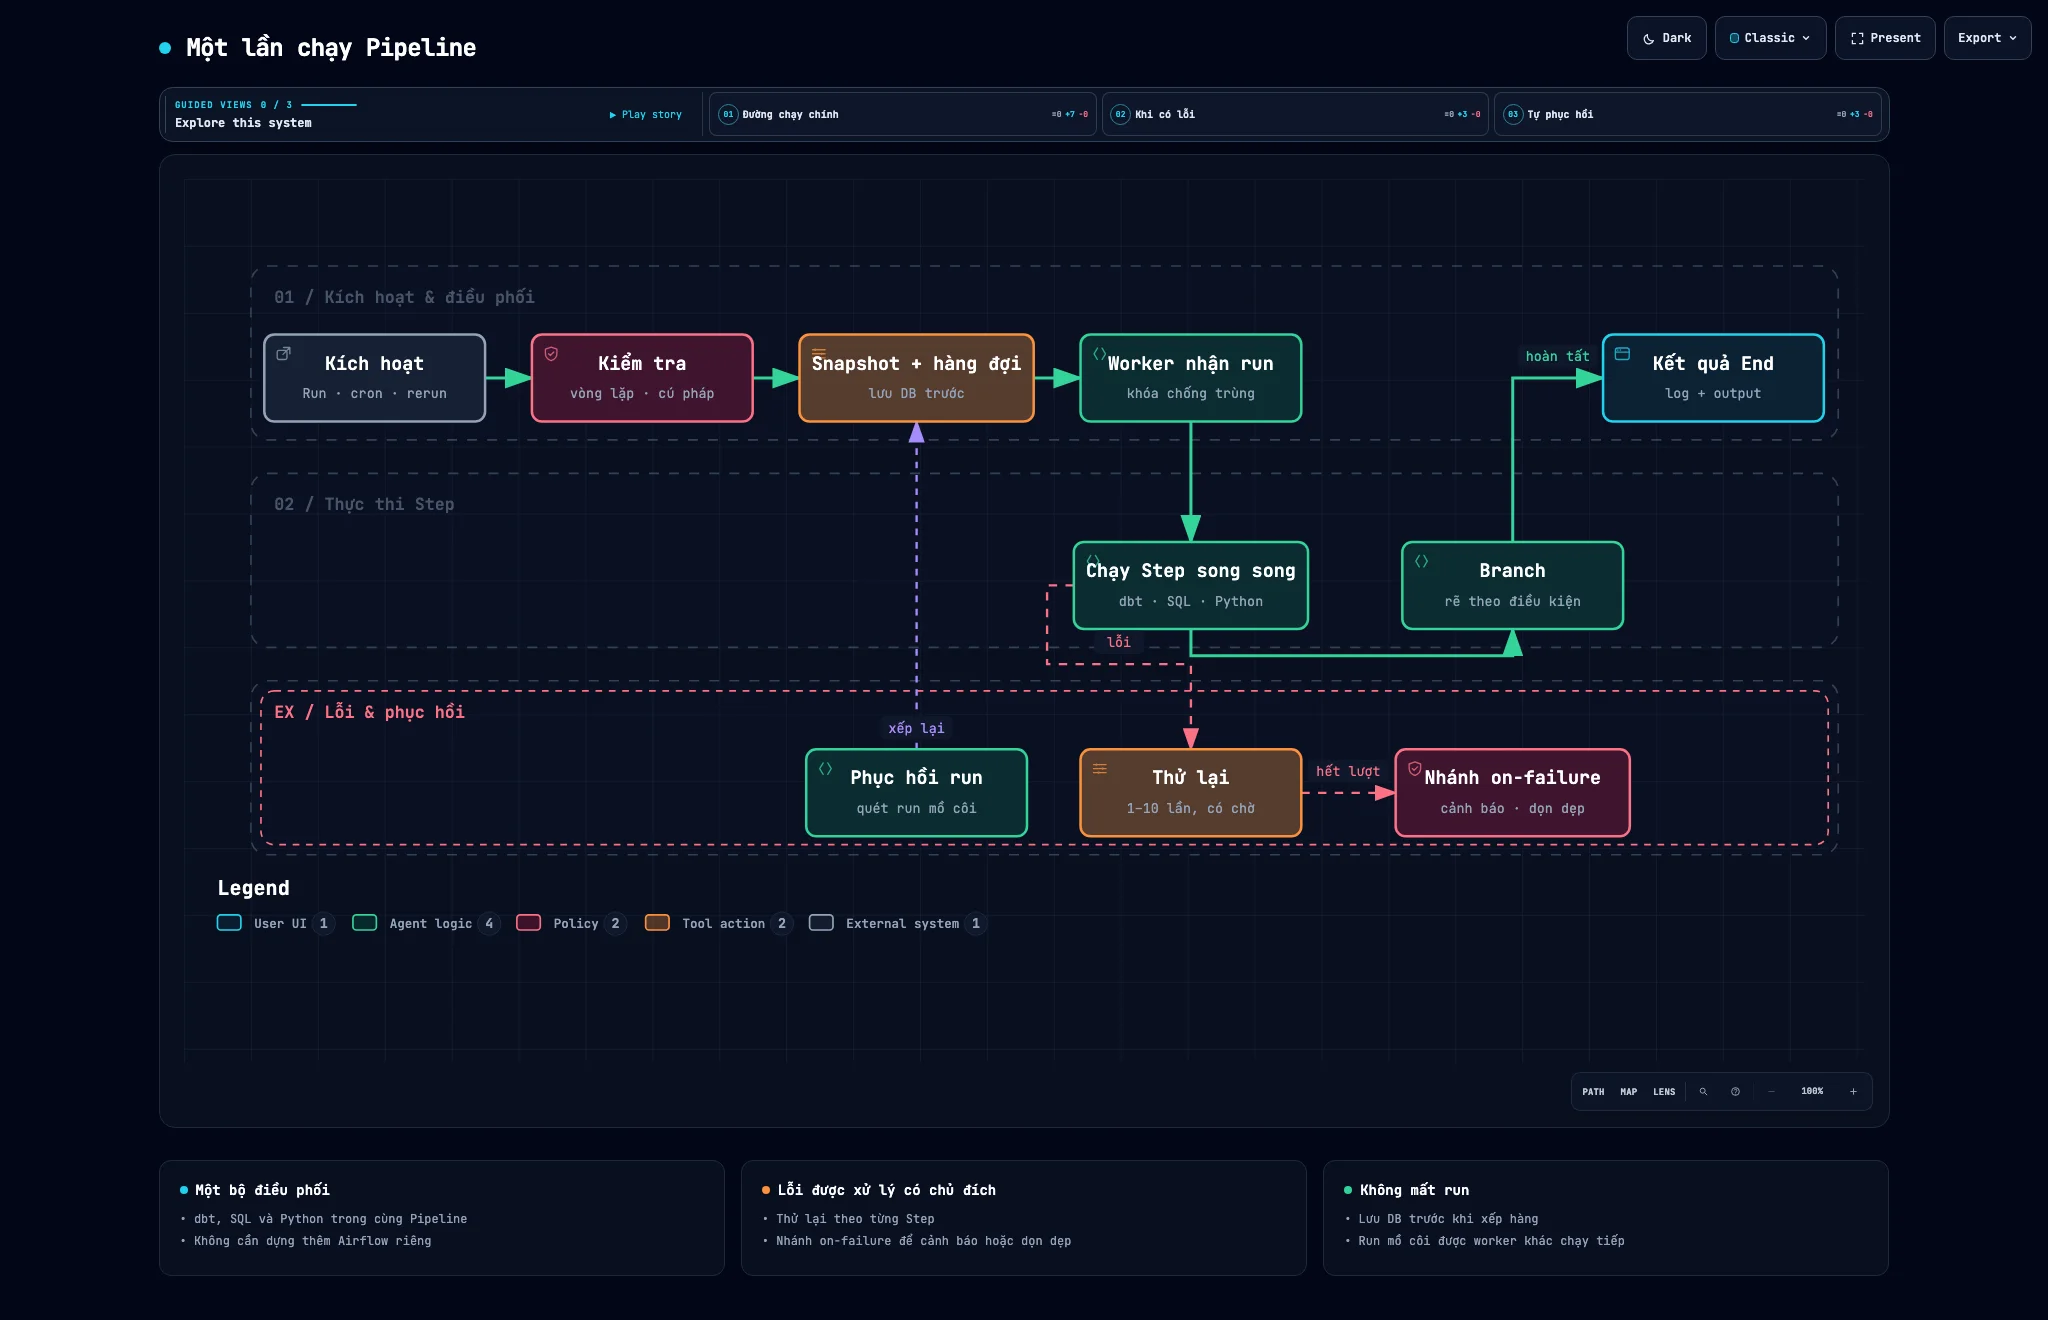 Một lần chạy Pipeline
Dark
Classic
Present
Export
GUIDED VIEWS 0 / 3
Explore this system
▶ Play story
01 Đường chạy chính
=0 +7 -0
02 Khi có lỗi
=0 +3 -0
03 Tự phục hồi
=0 +3 -0
01 / Kích hoạt & điều phối
Kích hoạt
Run · cron · rerun
Kiểm tra
vòng lặp · cú pháp
Snapshot + hàng đợi
lưu DB trước
Worker nhận run
khóa chống trùng
hoàn tất
Kết quả End
log + output
02 / Thực thi Step
Chạy Step song song
dbt · SQL · Python
Branch
rẽ theo điều kiện
lỗi
EX / Lỗi & phục hồi
xếp lại
Phục hồi run
quét run mồ côi
Thử lại
1–10 lần, có chờ
hết lượt
Nhánh on-failure
cảnh báo · dọn dẹp
Legend
User UI 1
Agent logic 4
Policy 2
Tool action 2
External system 1
PATH
MAP
LENS
100%
Một bộ điều phối
• dbt, SQL và Python trong cùng Pipeline
• Không cần dựng thêm Airflow riêng
Lỗi được xử lý có chủ đích
• Thử lại theo từng Step
• Nhánh on-failure để cảnh báo hoặc dọn dẹp
Không mất run
• Lưu DB trước khi xếp hàng
• Run mồ côi được worker khác chạy tiếp